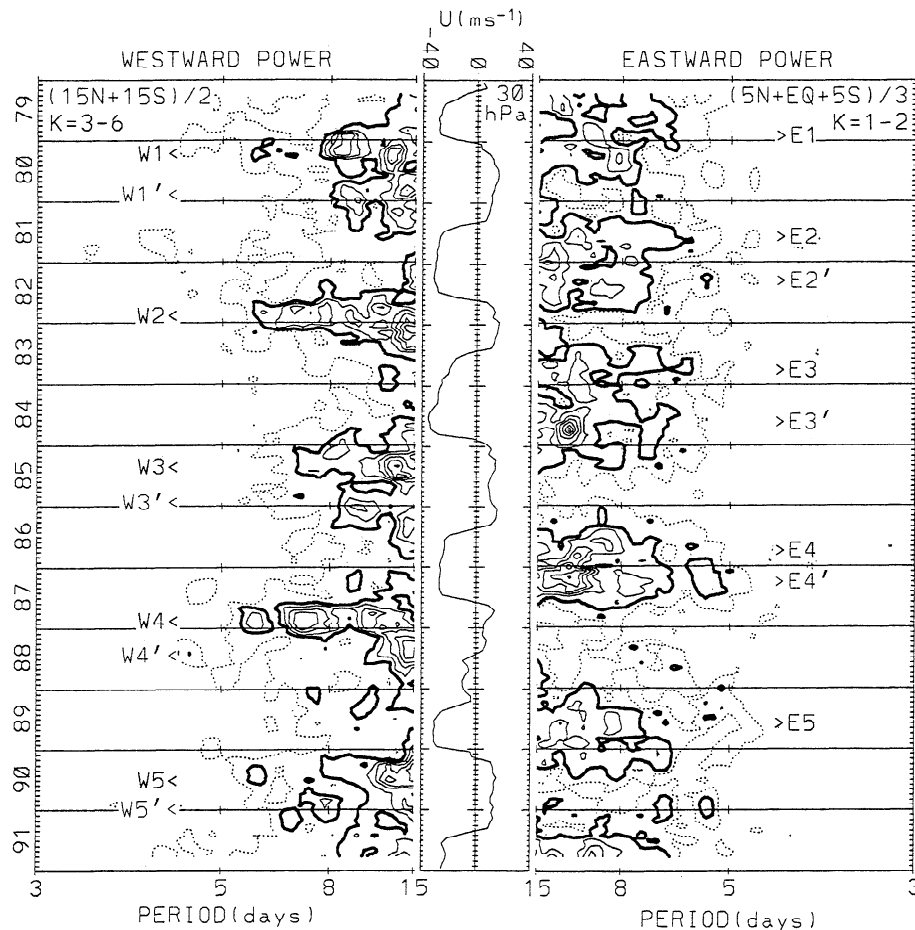 U(ms⁻¹)
-40 0 40
WESTWARD POWER
EASTWARD POWER
(15N+15S)/2
K=3-6
30
hPa
(5N+EQ+5S)/3
K=1-2
79
80
81
82
83
84
85
86
87
88
89
90
91
W1<
W1'<
W2<
W3<
W3'<
W4<
W4'<
W5<
W5'<
>E1
>E2
>E2'
>E3
>E3'
>E4
>E4'
>E5
3 5 8 15
15 8 5 3
PERIOD(days)
PERIOD(days)